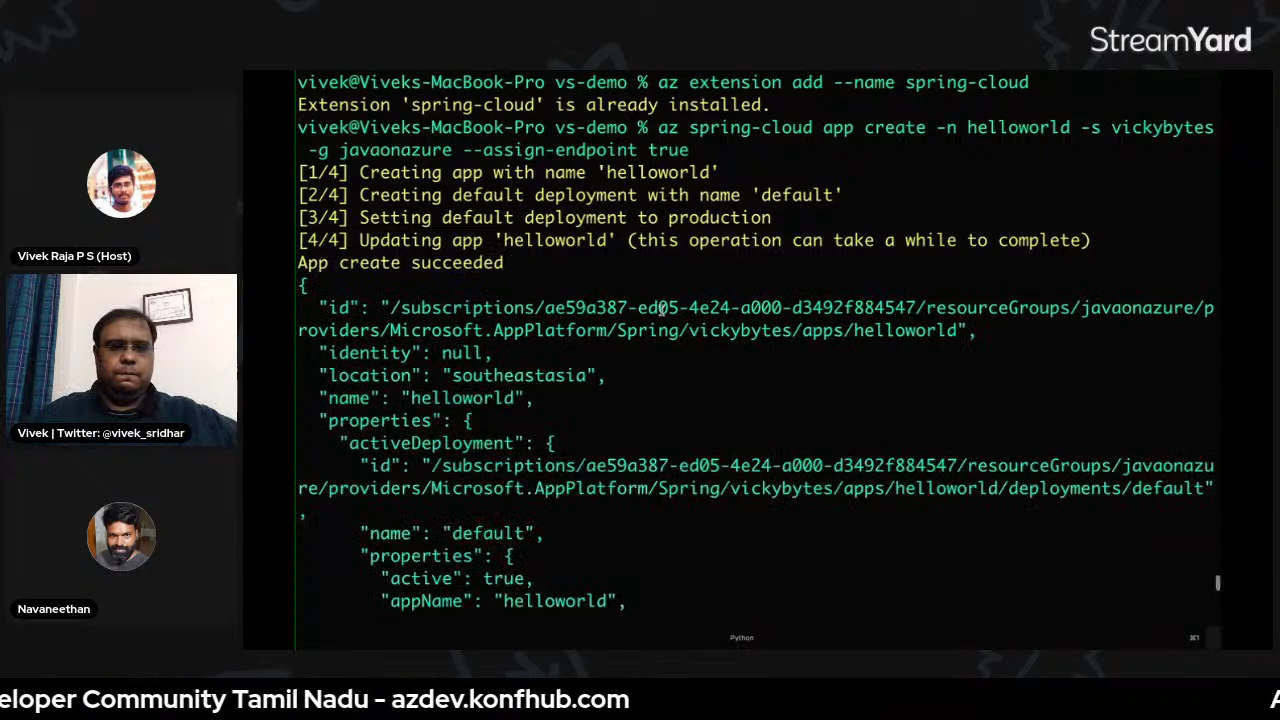 StreamYard
vivek@Viveks-MacBook-Pro vs-demo % az extension add --name spring-cloud
Extension 'spring-cloud' is already installed.
vivek@Viveks-MacBook-Pro vs-demo % az spring-cloud app create -n helloworld -s vickybytes
-g javaonazure --assign-endpoint true
[1/4] Creating app with name 'helloworld'
[2/4] Creating default deployment with name 'default'
[3/4] Setting default deployment to production
[4/4] Updating app 'helloworld' (this operation can take a while to complete)
App create succeeded
{
"id": "/subscriptions/ae59a387-ed05-4e24-a000-d3492f884547/resourceGroups/javaonazure/p
roviders/Microsoft.AppPlatform/Spring/vickybytes/apps/helloworld",
"identity": null,
"location": "southeastasia",
"name": "helloworld",
"properties": {
"activeDeployment": {
"id": "/subscriptions/ae59a387-ed05-4e24-a000-d3492f884547/resourceGroups/javaonazu
re/providers/Microsoft.AppPlatform/Spring/vickybytes/apps/helloworld/deployments/default"
,
"name": "default",
"properties": {
"active": true,
"appName": "helloworld",
Python
⌘1
Vivek Raja P S (Host)
Vivek | Twitter: @vivek_sridhar
Navaneethan
eloper Community Tamil Nadu - azdev.konfhub.com
A